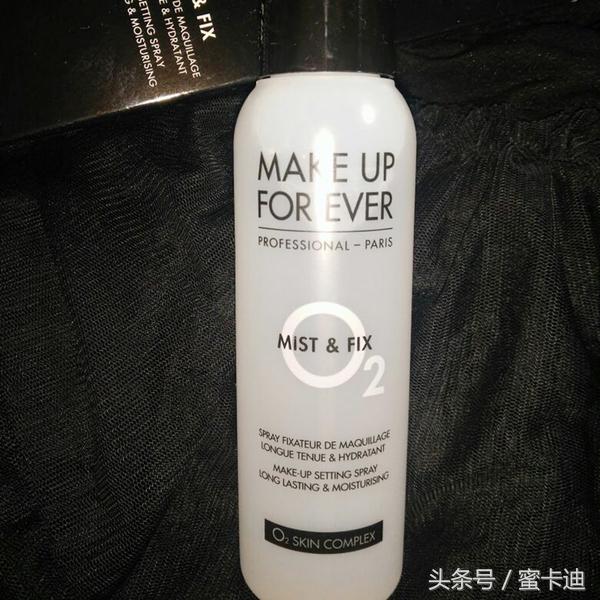 & FIX
DE MAQUILLAGE
& HYDRATANT
SETTING SPRAY
& MOISTURISING
MAKE UP
FOR EVER
PROFESSIONAL – PARIS
MIST & FIX
O2
SPRAY FIXATEUR DE MAQUILLAGE
LONGUE TENUE & HYDRATANT
MAKE-UP SETTING SPRAY
LONG LASTING & MOISTURISING
O2 SKIN COMPLEX
头条号 / 蜜卡迪